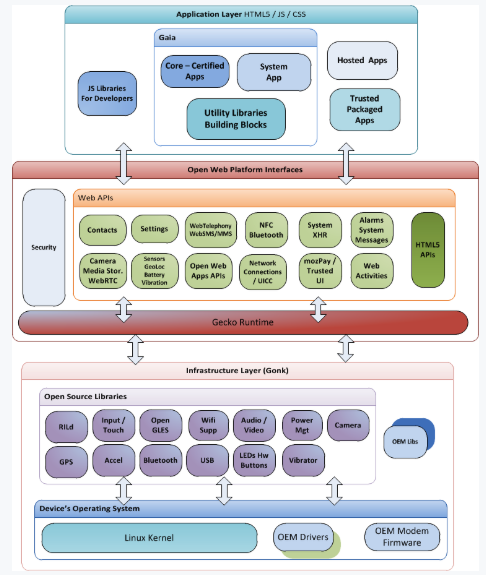 Application Layer HTML5 / JS / CSS
Gaia
JS Libraries
For Developers
Core – Certified
Apps
System
App
Utility Libraries
Building Blocks
Hosted Apps
Trusted
Packaged
Apps
Open Web Platform Interfaces
Security
Web APIs
Contacts
Settings
WebTelephony
WebSMS/MMS
NFC
Bluetooth
System
XHR
Alarms
System
Messages
Camera
Media Stor.
WebRTC
Sensors
GeoLoc
Battery
Vibration
Open Web
Apps APIs
Network
Connections
/ UICC
mozPay /
Trusted
UI
Web
Activities
HTML5
APIs
Gecko Runtime
Infrastructure Layer (Gonk)
Open Source Libraries
RILd
Input /
Touch
Open
GLES
Wifi
Supp
Audio /
Video
Power
Mgt
Camera
GPS
Accel
Bluetooth
USB
LEDs Hw
Buttons
Vibrator
OEM Libs
Device's Operating System
Linux Kernel
OEM Drivers
OEM Modem
Firmware